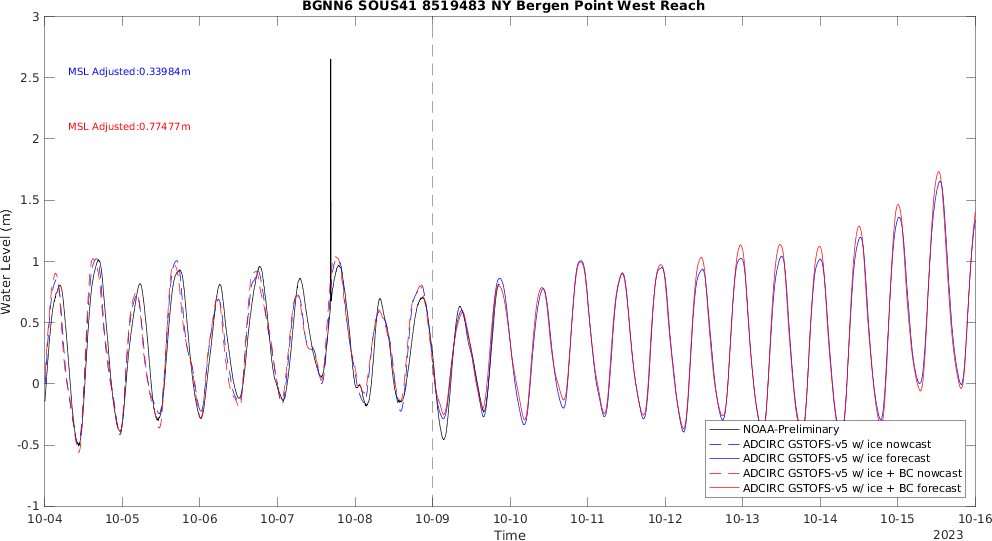 BGNN6 SOUS41 8519483 NY Bergen Point West Reach
3
2.5
2
1.5
1
0.5
0
-0.5
-1
Water Level (m)
MSL Adjusted:0.33984m
MSL Adjusted:0.77477m
NOAA-Preliminary
ADCIRC GSTOFS-v5 w/ ice nowcast
ADCIRC GSTOFS-v5 w/ ice forecast
ADCIRC GSTOFS-v5 w/ ice + BC nowcast
ADCIRC GSTOFS-v5 w/ ice + BC forecast
10-04 10-05 10-06 10-07 10-08 10-09 10-10 10-11 10-12 10-13 10-14 10-15 10-16
Time
2023